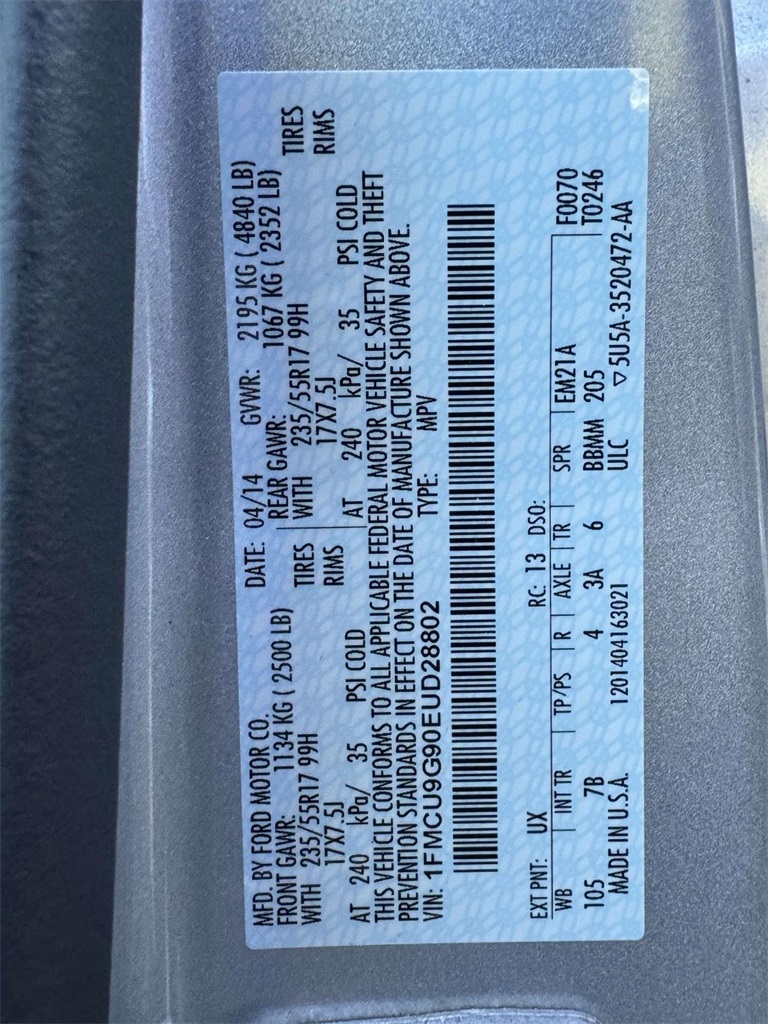 MFD. BY FORD MOTOR CO. DATE: 04/14 GVWR: 2195 KG ( 4840 LB)
FRONT GAWR: 1134 KG ( 2500 LB) REAR GAWR: 1067 KG ( 2352 LB)
WITH 235/55R17 99H TIRES WITH 235/55R17 99H TIRES
17X7.5J RIMS 17X7.5J RIMS
AT 240 kPa/ 35 PSI COLD AT 240 kPa/ 35 PSI COLD
THIS VEHICLE CONFORMS TO ALL APPLICABLE FEDERAL MOTOR VEHICLE SAFETY AND THEFT
PREVENTION STANDARDS IN EFFECT ON THE DATE OF MANUFACTURE SHOWN ABOVE.
VIN: 1FMCU9G90EUD28802 TYPE: MPV
EXT PNT: UX RC: 13 DSO: F0070
WB INT TR TP/PS R AXLE TR SPR EM21A T0246
105 7B 4 3A 6 BBMM 205
MADE IN U.S.A. 1201404163021 ULC ▽5U5A-3520472-AA